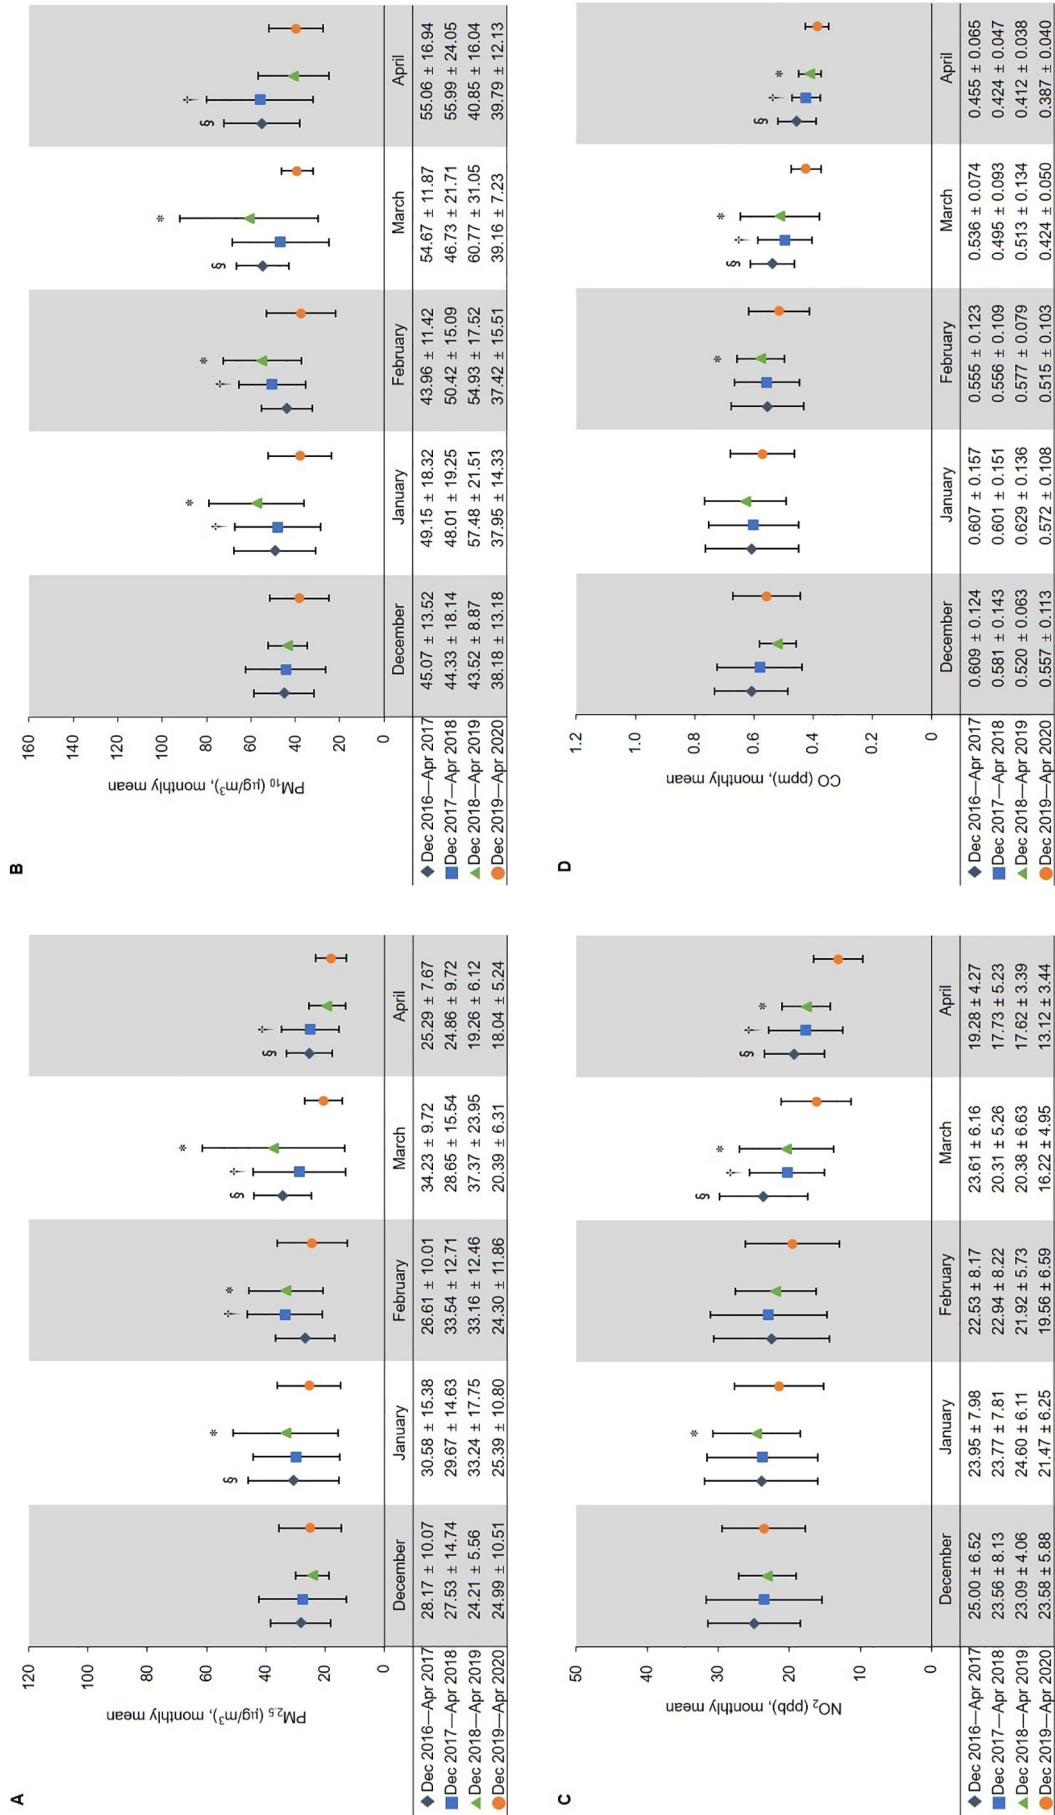 A
PM2.5 (μg/m³), monthly mean
120
100
80
60
40
20
0
§ * † * § † * § †
December January February March April
Dec 2016—Apr 2017 28.17 ± 10.07 30.58 ± 15.38 26.61 ± 10.01 34.23 ± 9.72 25.29 ± 7.67
Dec 2017—Apr 2018 27.53 ± 14.74 29.67 ± 14.63 33.54 ± 12.71 28.65 ± 15.54 24.86 ± 9.72
Dec 2018—Apr 2019 24.21 ± 5.56 33.24 ± 17.75 33.16 ± 12.46 37.37 ± 23.95 19.26 ± 6.12
Dec 2019—Apr 2020 24.99 ± 10.51 25.39 ± 10.80 24.30 ± 11.86 20.39 ± 6.31 18.04 ± 5.24
B
PM10 (μg/m³), monthly mean
160
140
120
100
80
60
40
20
0
† * † * § * § †
December January February March April
Dec 2016—Apr 2017 45.07 ± 13.52 49.15 ± 18.32 43.96 ± 11.42 54.67 ± 11.87 55.06 ± 16.94
Dec 2017—Apr 2018 44.33 ± 18.14 48.01 ± 19.25 50.42 ± 15.09 46.73 ± 21.71 55.99 ± 24.05
Dec 2018—Apr 2019 43.52 ± 8.87 57.48 ± 21.51 54.93 ± 17.52 60.77 ± 31.05 40.85 ± 16.04
Dec 2019—Apr 2020 38.18 ± 13.18 37.95 ± 14.33 37.42 ± 15.51 39.16 ± 7.23 39.79 ± 12.13
C
NO2 (ppb), monthly mean
50
40
30
20
10
0
* § † * § † *
December January February March April
Dec 2016—Apr 2017 25.00 ± 6.52 23.95 ± 7.98 22.53 ± 8.17 23.61 ± 6.16 19.28 ± 4.27
Dec 2017—Apr 2018 23.56 ± 8.13 23.77 ± 7.81 22.94 ± 8.22 20.31 ± 5.26 17.73 ± 5.23
Dec 2018—Apr 2019 23.09 ± 4.06 24.60 ± 6.11 21.92 ± 5.73 20.38 ± 6.63 17.62 ± 3.39
Dec 2019—Apr 2020 23.58 ± 5.88 21.47 ± 6.25 19.56 ± 6.59 16.22 ± 4.95 13.12 ± 3.44
D
CO (ppm), monthly mean
1.2
1.0
0.8
0.6
0.4
0.2
0
* § † * § † *
December January February March April
Dec 2016—Apr 2017 0.609 ± 0.124 0.607 ± 0.157 0.555 ± 0.123 0.536 ± 0.074 0.455 ± 0.065
Dec 2017—Apr 2018 0.581 ± 0.143 0.601 ± 0.151 0.556 ± 0.109 0.495 ± 0.093 0.424 ± 0.047
Dec 2018—Apr 2019 0.520 ± 0.063 0.629 ± 0.136 0.577 ± 0.079 0.513 ± 0.134 0.412 ± 0.038
Dec 2019—Apr 2020 0.557 ± 0.113 0.572 ± 0.108 0.515 ± 0.103 0.424 ± 0.050 0.387 ± 0.040